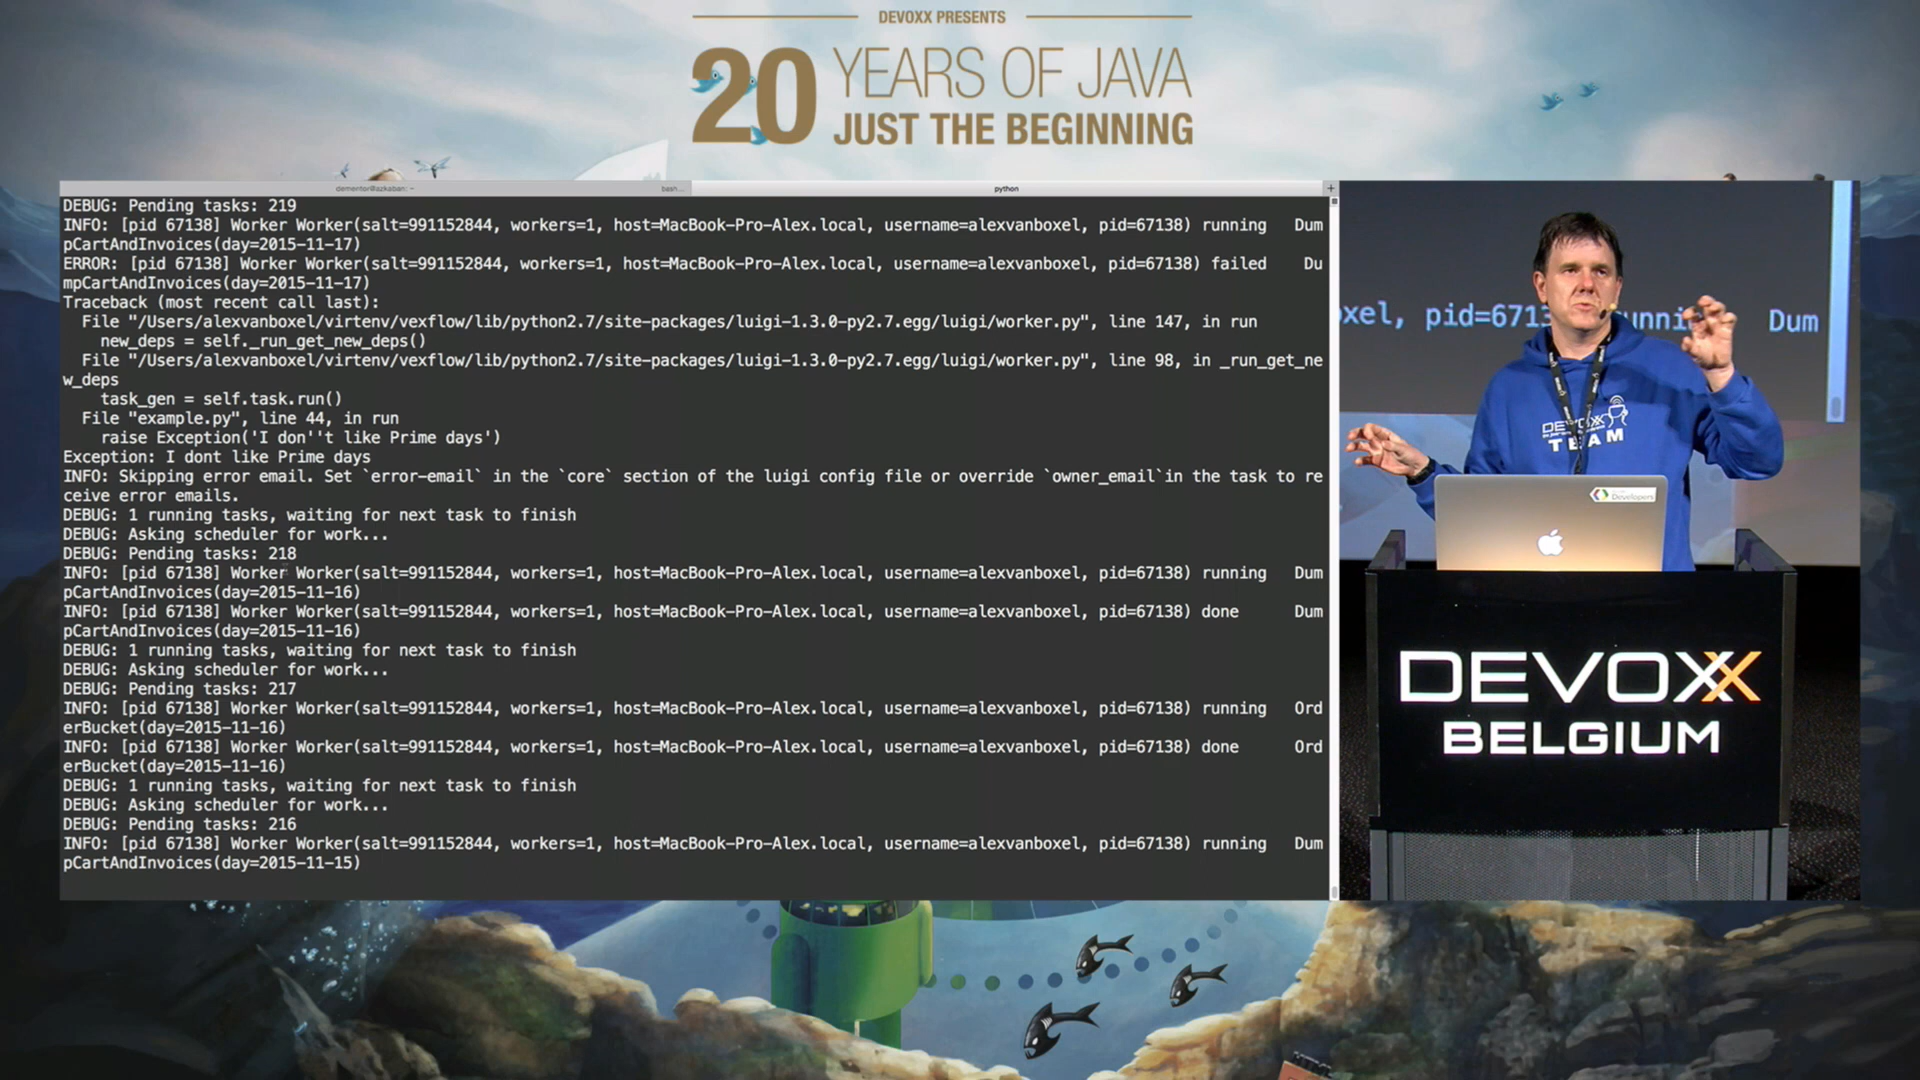 DEVOXX PRESENTS
20 YEARS OF JAVA
JUST THE BEGINNING
dementor@azkaban: ~
bash...
python
+
DEBUG: Pending tasks: 219
INFO: [pid 67138] Worker Worker(salt=991152844, workers=1, host=MacBook-Pro-Alex.local, username=alexvanboxel, pid=67138) running   Dum
pCartAndInvoices(day=2015-11-17)
ERROR: [pid 67138] Worker Worker(salt=991152844, workers=1, host=MacBook-Pro-Alex.local, username=alexvanboxel, pid=67138) failed    Du
mpCartAndInvoices(day=2015-11-17)
Traceback (most recent call last):
  File "/Users/alexvanboxel/virtenv/vexflow/lib/python2.7/site-packages/luigi-1.3.0-py2.7.egg/luigi/worker.py", line 147, in run
    new_deps = self._run_get_new_deps()
  File "/Users/alexvanboxel/virtenv/vexflow/lib/python2.7/site-packages/luigi-1.3.0-py2.7.egg/luigi/worker.py", line 98, in _run_get_ne
w_deps
    task_gen = self.task.run()
  File "example.py", line 44, in run
    raise Exception('I don''t like Prime days')
Exception: I dont like Prime days
INFO: Skipping error email. Set `error-email` in the `core` section of the luigi config file or override `owner_email`in the task to re
ceive error emails.
DEBUG: 1 running tasks, waiting for next task to finish
DEBUG: Asking scheduler for work...
DEBUG: Pending tasks: 218
INFO: [pid 67138] Worker Worker(salt=991152844, workers=1, host=MacBook-Pro-Alex.local, username=alexvanboxel, pid=67138) running   Dum
pCartAndInvoices(day=2015-11-16)
INFO: [pid 67138] Worker Worker(salt=991152844, workers=1, host=MacBook-Pro-Alex.local, username=alexvanboxel, pid=67138) done      Dum
pCartAndInvoices(day=2015-11-16)
DEBUG: 1 running tasks, waiting for next task to finish
DEBUG: Asking scheduler for work...
DEBUG: Pending tasks: 217
INFO: [pid 67138] Worker Worker(salt=991152844, workers=1, host=MacBook-Pro-Alex.local, username=alexvanboxel, pid=67138) running   Ord
erBucket(day=2015-11-16)
INFO: [pid 67138] Worker Worker(salt=991152844, workers=1, host=MacBook-Pro-Alex.local, username=alexvanboxel, pid=67138) done      Ord
erBucket(day=2015-11-16)
DEBUG: 1 running tasks, waiting for next task to finish
DEBUG: Asking scheduler for work...
DEBUG: Pending tasks: 216
INFO: [pid 67138] Worker Worker(salt=991152844, workers=1, host=MacBook-Pro-Alex.local, username=alexvanboxel, pid=67138) running   Dum
pCartAndInvoices(day=2015-11-15)
oxel, pid=6713 unni Dum
DEVOXX
TEAM
Developers
DEVOXX
BELGIUM